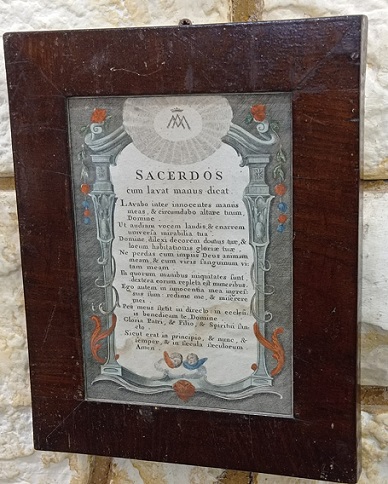 SACERDOS
cum lavat manus dicat.
Lavabo inter innocentes manus
meas, & circumdabo altare tuum,
Domine.
Ut audiam vocem laudis, & enarrem
universa mirabilia tua.
Domine, dilexi decorem domus tuæ, &
locum habitationis gloriæ tuæ.
Ne perdas cum impiis Deus animam
meam, & cum viris sanguinum vi
tam meam.
In quorum manibus iniquitates sunt
dextera eorum repleta est muneribus.
Ego autem in innocentia mea ingres
sus sum: redime me, & miserere
mei
Pes meus stetit in directo: in ecclesi
is benedicam te Domine
Gloria Patri, & Filio, & Spiritui San
cto.
Sicut erat in principio, & nunc, &
semper, & in sæcula sæculorum
Amen.